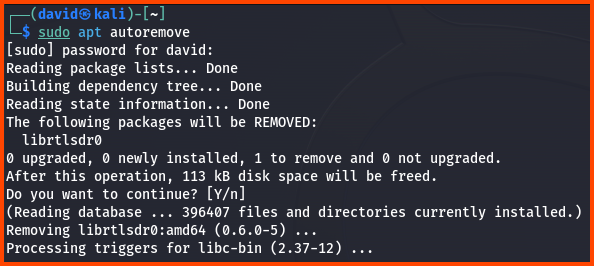 ┌──(david㉿kali)-[~]
└─$ sudo apt autoremove
[sudo] password for david:
Reading package lists... Done
Building dependency tree... Done
Reading state information... Done
The following packages will be REMOVED:
  librtlsdr0
0 upgraded, 0 newly installed, 1 to remove and 0 not upgraded.
After this operation, 113 kB disk space will be freed.
Do you want to continue? [Y/n]
(Reading database ... 396407 files and directories currently installed.)
Removing librtlsdr0:amd64 (0.6.0-5) ...
Processing triggers for libc-bin (2.37-12) ...